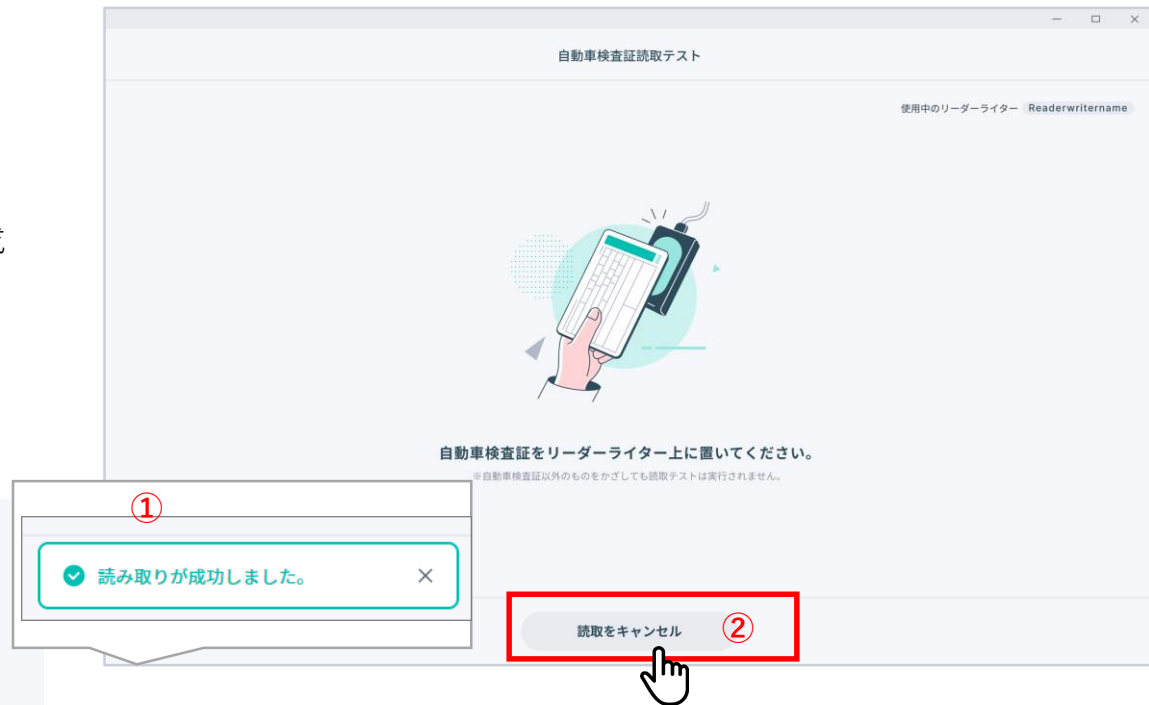 自動車検査証読取テスト
使用中のリーダーライター Readerwritername
自動車検査証をリーダーライター上に置いてください。
※自動車検査証以外のものをかざしても読取テストは実行されません。
①
読み取りが成功しました。
読取をキャンセル ②